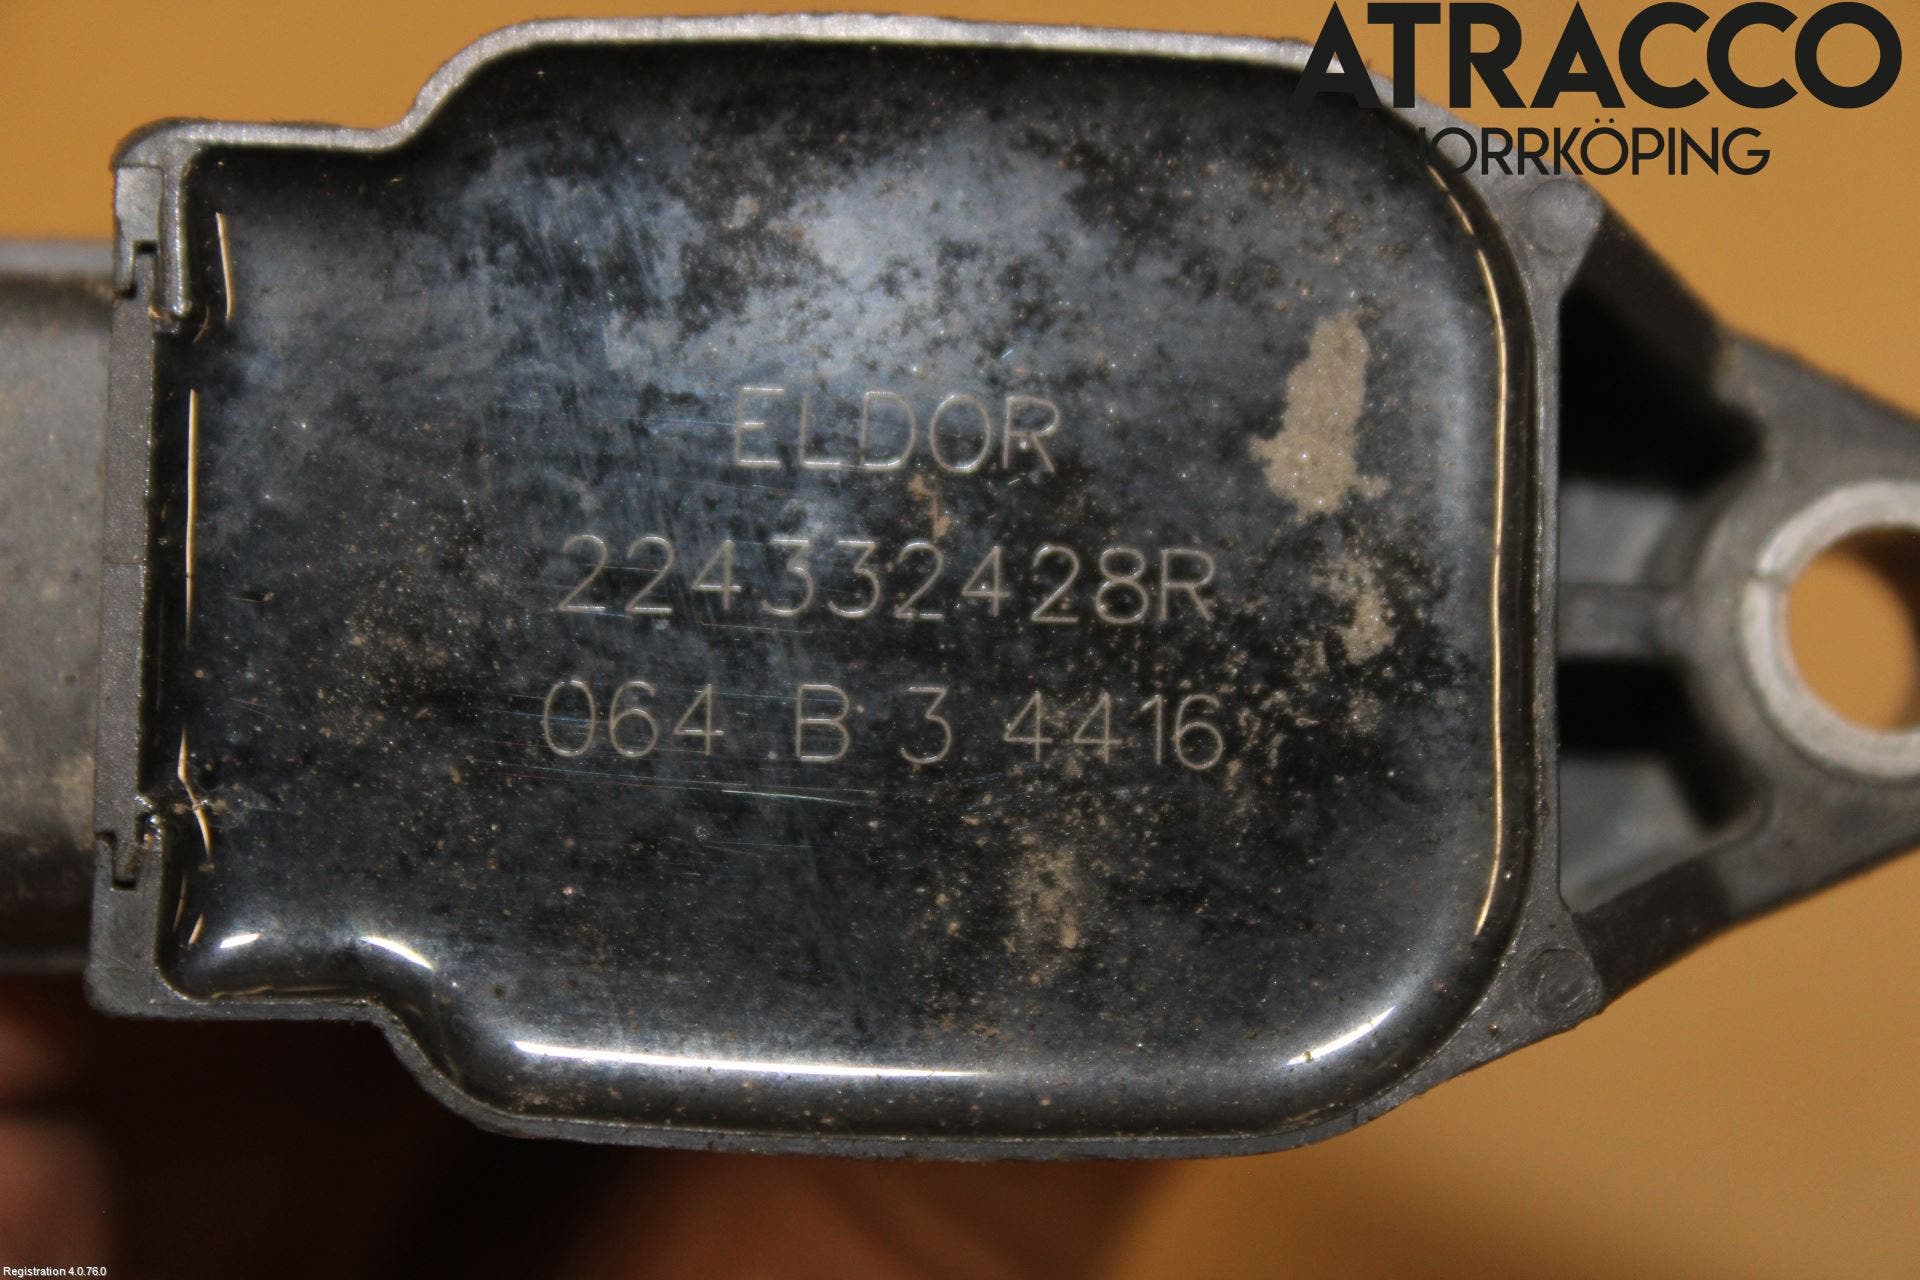 ATRACCO
NORRKÖPING
ELDOR
224332428R
064 B 3 4416
Registration 4.0.76.0